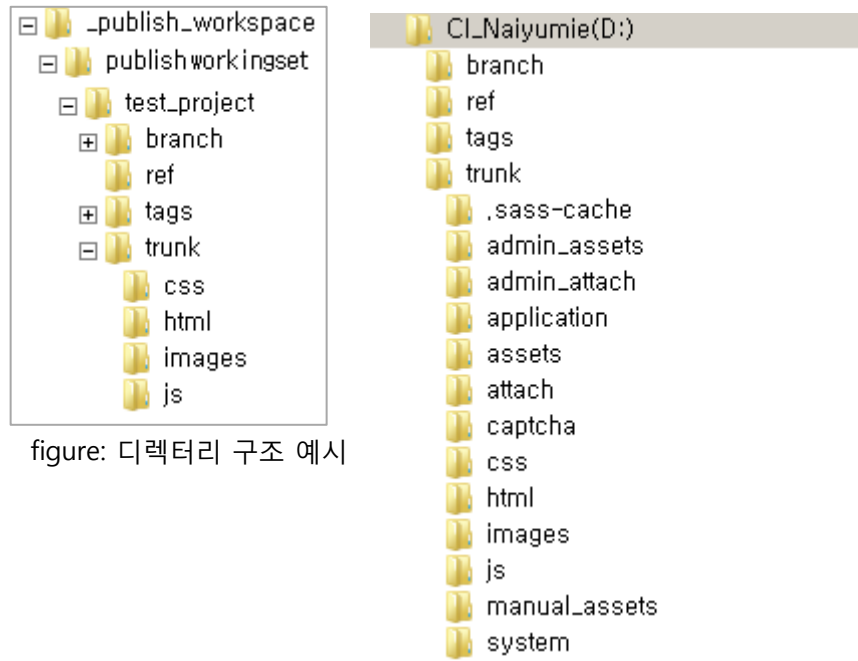 _publish_workspace
publishworkingset
test_project
branch
ref
tags
trunk
css
html
images
js
figure: 디렉터리 구조 예시
CI_Naiyumie(D:)
branch
ref
tags
trunk
.sass-cache
admin_assets
admin_attach
application
assets
attach
captcha
css
html
images
js
manual_assets
system